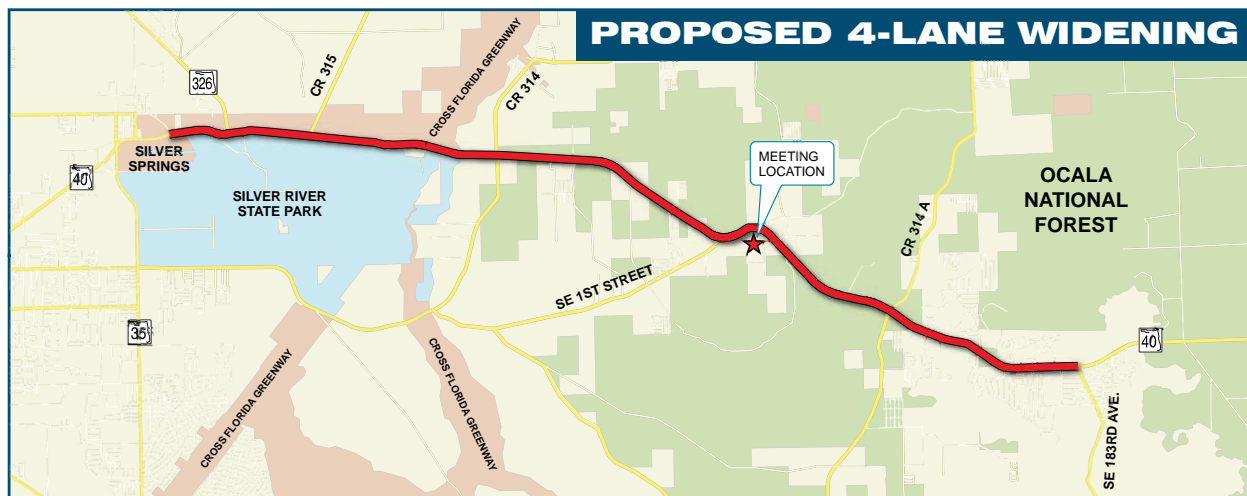 PROPOSED 4-LANE WIDENING
326
CR 315
CROSS FLORIDA GREENWAY
CR 314
SILVER
SPRINGS
40
SILVER RIVER
STATE PARK
MEETING
LOCATION
OCALA
NATIONAL
FOREST
CR 314 A
SE 1ST STREET
35
40
CROSS FLORIDA GREENWAY
CROSS FLORIDA GREENWAY
SE 183RD AVE.